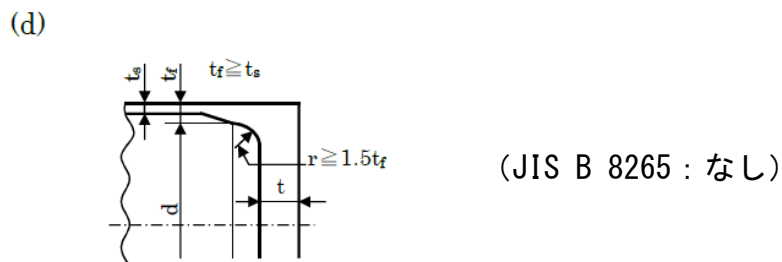 (d)
ts tf tf≧ts
r≧1.5tf
t
d
(JIS B 8265：なし)